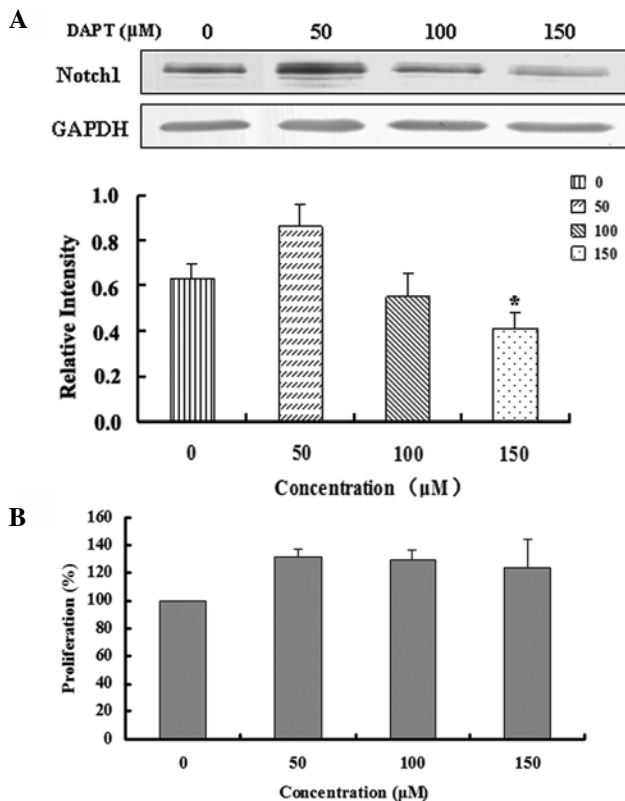 A
DAPT (µM) 0 50 100 150
Notch1
GAPDH
1.0
0.8
0.6
0.4
0.2
0.0
Relative Intensity
0
50
100
150
*
0 50 100 150
Concentration (µM)
B
160
140
120
100
80
60
40
20
0
Proliferation (%)
0 50 100 150
Concentration (µM)